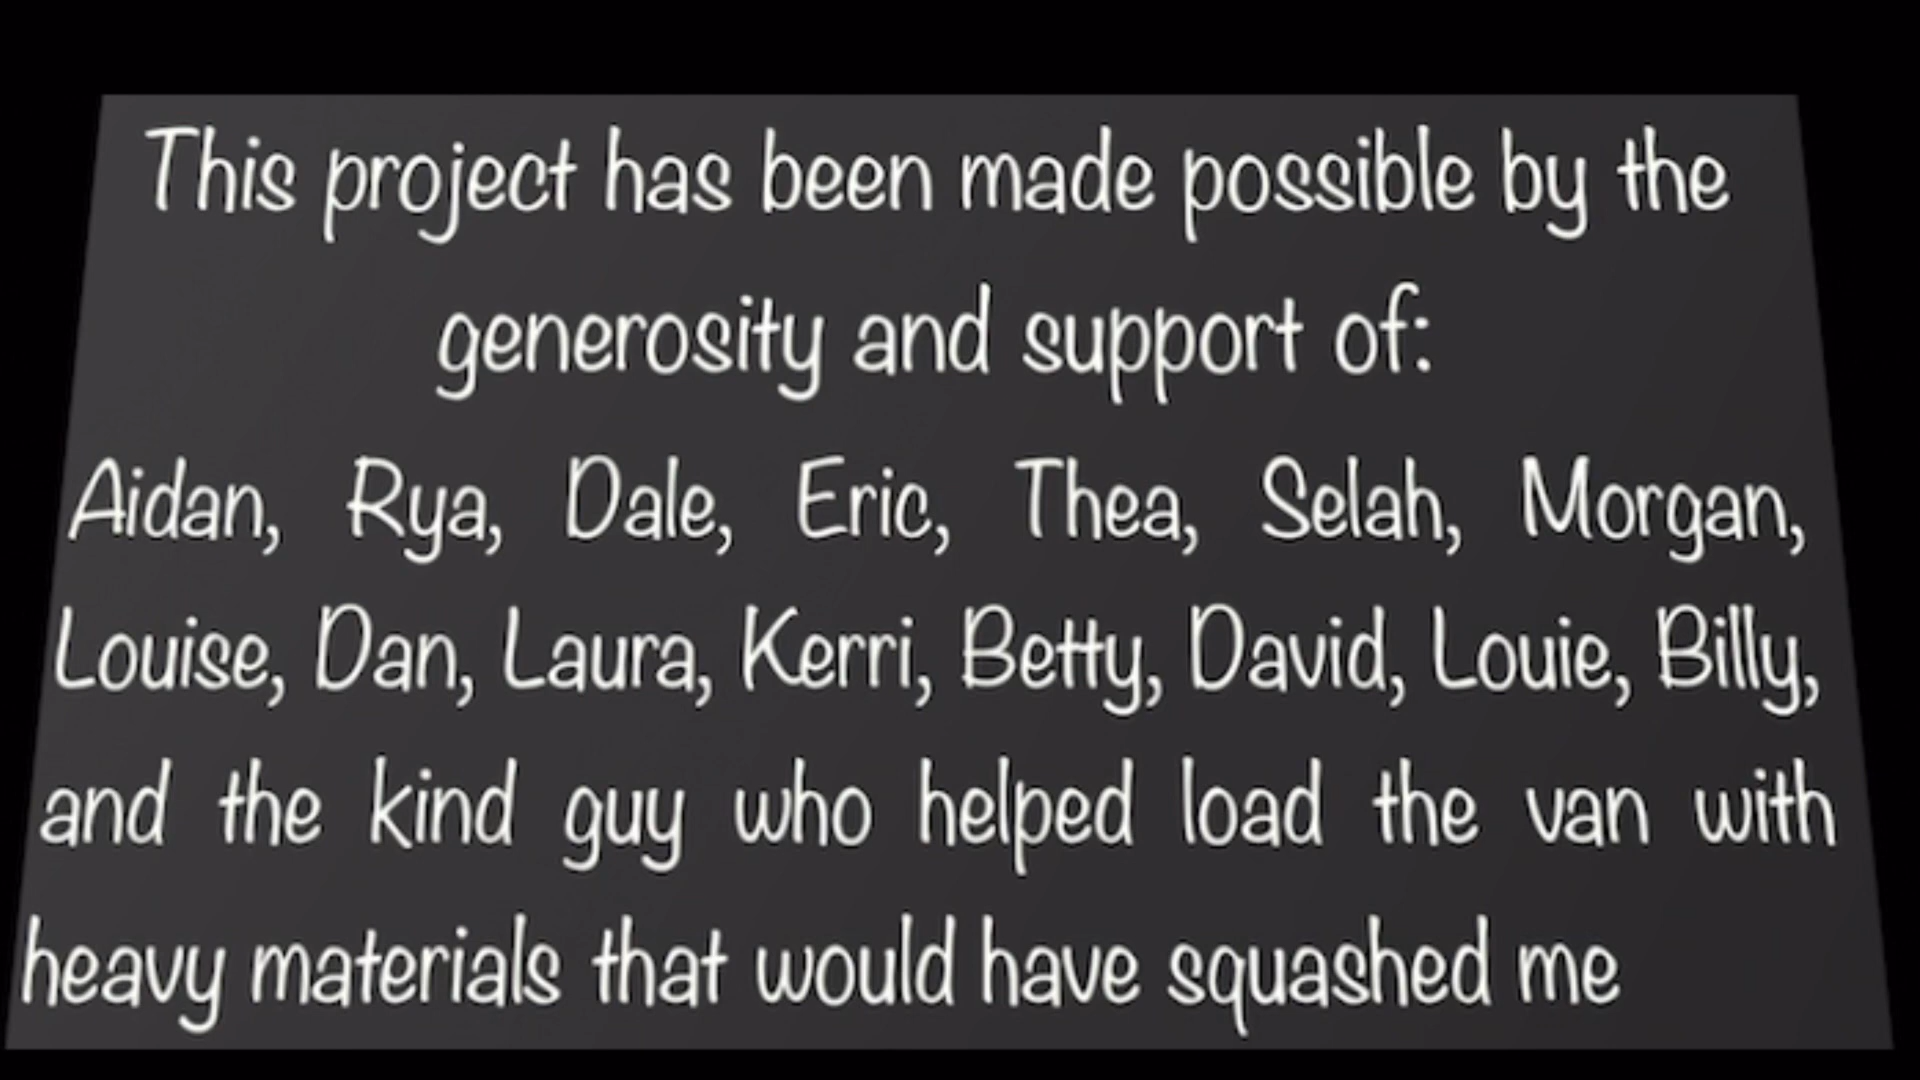 This project has been made possible by the
generosity and support of:
Aidan, Rya, Dale, Eric, Thea, Selah, Morgan,
Louise, Dan, Laura, Kerri, Betty, David, Louie, Billy,
and the kind guy who helped load the van with
heavy materials that would have squashed me